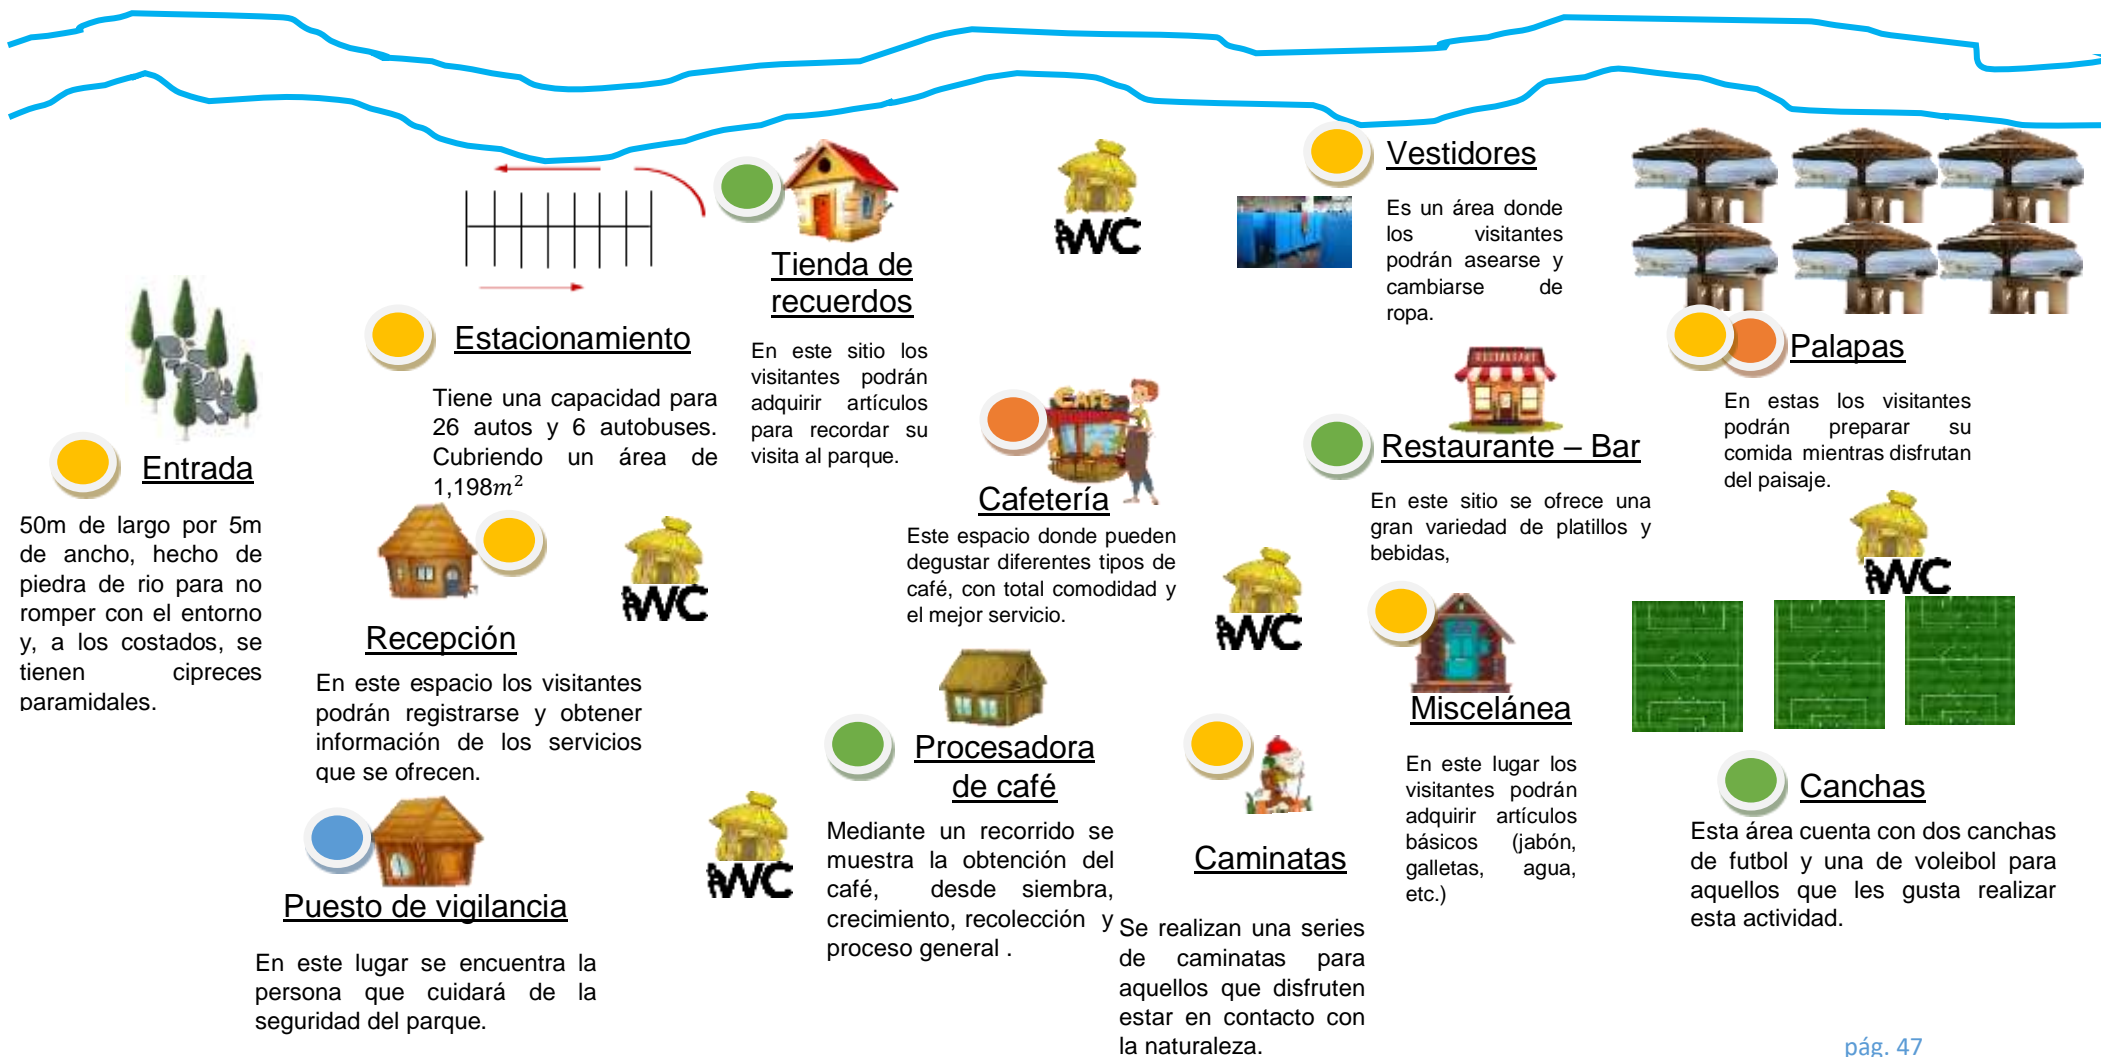 Entrada
50m de largo por 5m
de ancho, hecho de
piedra de rio para no
romper con el entorno
y, a los costados, se
tienen cipreces
paramidales.
Estacionamiento
Tiene una capacidad para
26 autos y 6 autobuses.
Cubriendo un área de
1,198m²
Recepción
En este espacio los visitantes
podrán registrarse y obtener
información de los servicios
que se ofrecen.
Puesto de vigilancia
En este lugar se encuentra la
persona que cuidará de la
seguridad del parque.
WC
WC
Tienda de
recuerdos
En este sitio los
visitantes podrán
adquirir artículos
para recordar su
visita al parque.
WC
CAFE
Cafetería
Este espacio donde pueden
degustar diferentes tipos de
café, con total comodidad y
el mejor servicio.
Procesadora
de café
Mediante un recorrido se
muestra la obtención del
café, desde siembra,
crecimiento, recolección y
proceso general .
WC
Caminatas
Se realizan una series
de caminatas para
aquellos que disfruten
estar en contacto con
la naturaleza.
Vestidores
Es un área donde
los visitantes
podrán asearse y
cambiarse de
ropa.
RESTAURANT
Restaurante – Bar
En este sitio se ofrece una
gran variedad de platillos y
bebidas,
Miscelánea
En este lugar los
visitantes podrán
adquirir artículos
básicos (jabón,
galletas, agua,
etc.)
Palapas
En estas los visitantes
podrán preparar su
comida mientras disfrutan
del paisaje.
WC
Canchas
Esta área cuenta con dos canchas
de futbol y una de voleibol para
aquellos que les gusta realizar
esta actividad.
pág. 47